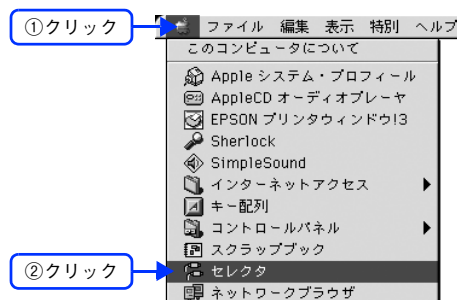 ①クリック
ファイル 編集 表示 特別 ヘルプ
このコンピュータについて
Apple システム・プロフィール
AppleCD オーディオプレーヤ
EPSON プリンタウィンドウ!3
Sherlock
SimpleSound
インターネットアクセス
キー配列
コントロールパネル
スクラップブック
②クリック
セレクタ
ネットワークブラウザ